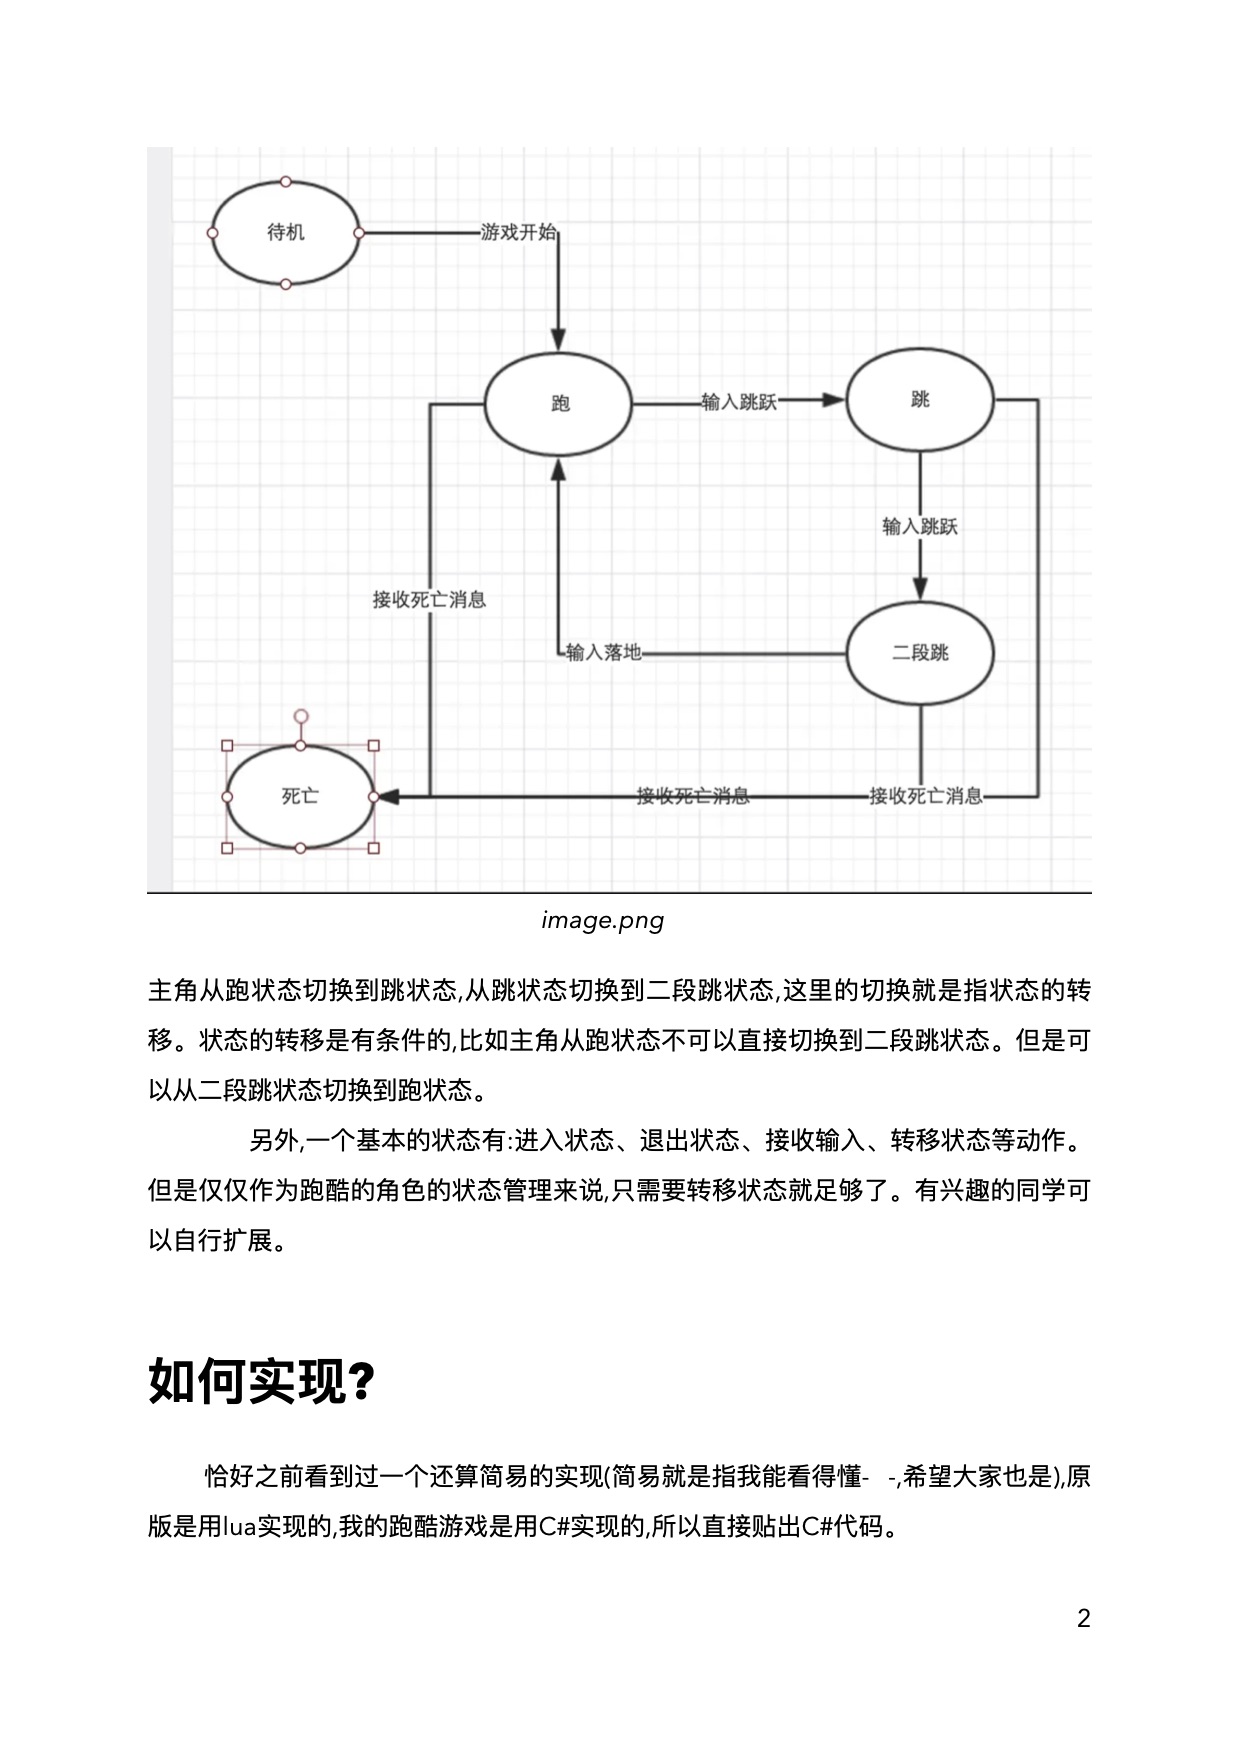 待机
游戏开始
跑
输入跳跃
跳
输入跳跃
接收死亡消息
输入落地
二段跳
死亡
接收死亡消息
接收死亡消息
image.png
主角从跑状态切换到跳状态,从跳状态切换到二段跳状态,这里的切换就是指状态的转
移。状态的转移是有条件的,比如主角从跑状态不可以直接切换到二段跳状态。但是可
以从二段跳状态切换到跑状态。
另外,一个基本的状态有:进入状态、退出状态、接收输入、转移状态等动作。
但是仅仅作为跑酷的角色的状态管理来说,只需要转移状态就足够了。有兴趣的同学可
以自行扩展。
如何实现?
恰好之前看到过一个还算简易的实现(简易就是指我能看得懂- -,希望大家也是),原
版是用lua实现的,我的跑酷游戏是用C#实现的,所以直接贴出C#代码。
2